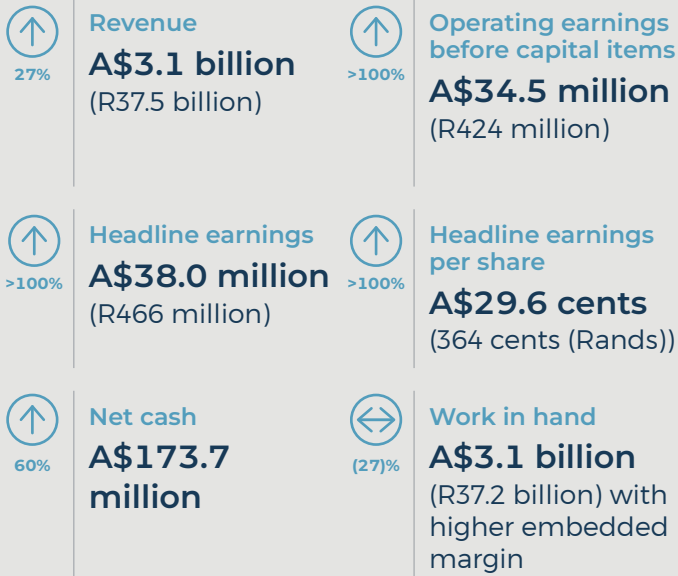 27%
Revenue
A$3.1 billion
(R37.5 billion)
>100%
Operating earnings
before capital items
A$34.5 million
(R424 million)
>100%
Headline earnings
A$38.0 million
(R466 million)
>100%
Headline earnings
per share
A$29.6 cents
(364 cents (Rands))
60%
Net cash
A$173.7
million
(27)%
Work in hand
A$3.1 billion
(R37.2 billion) with
higher embedded
margin